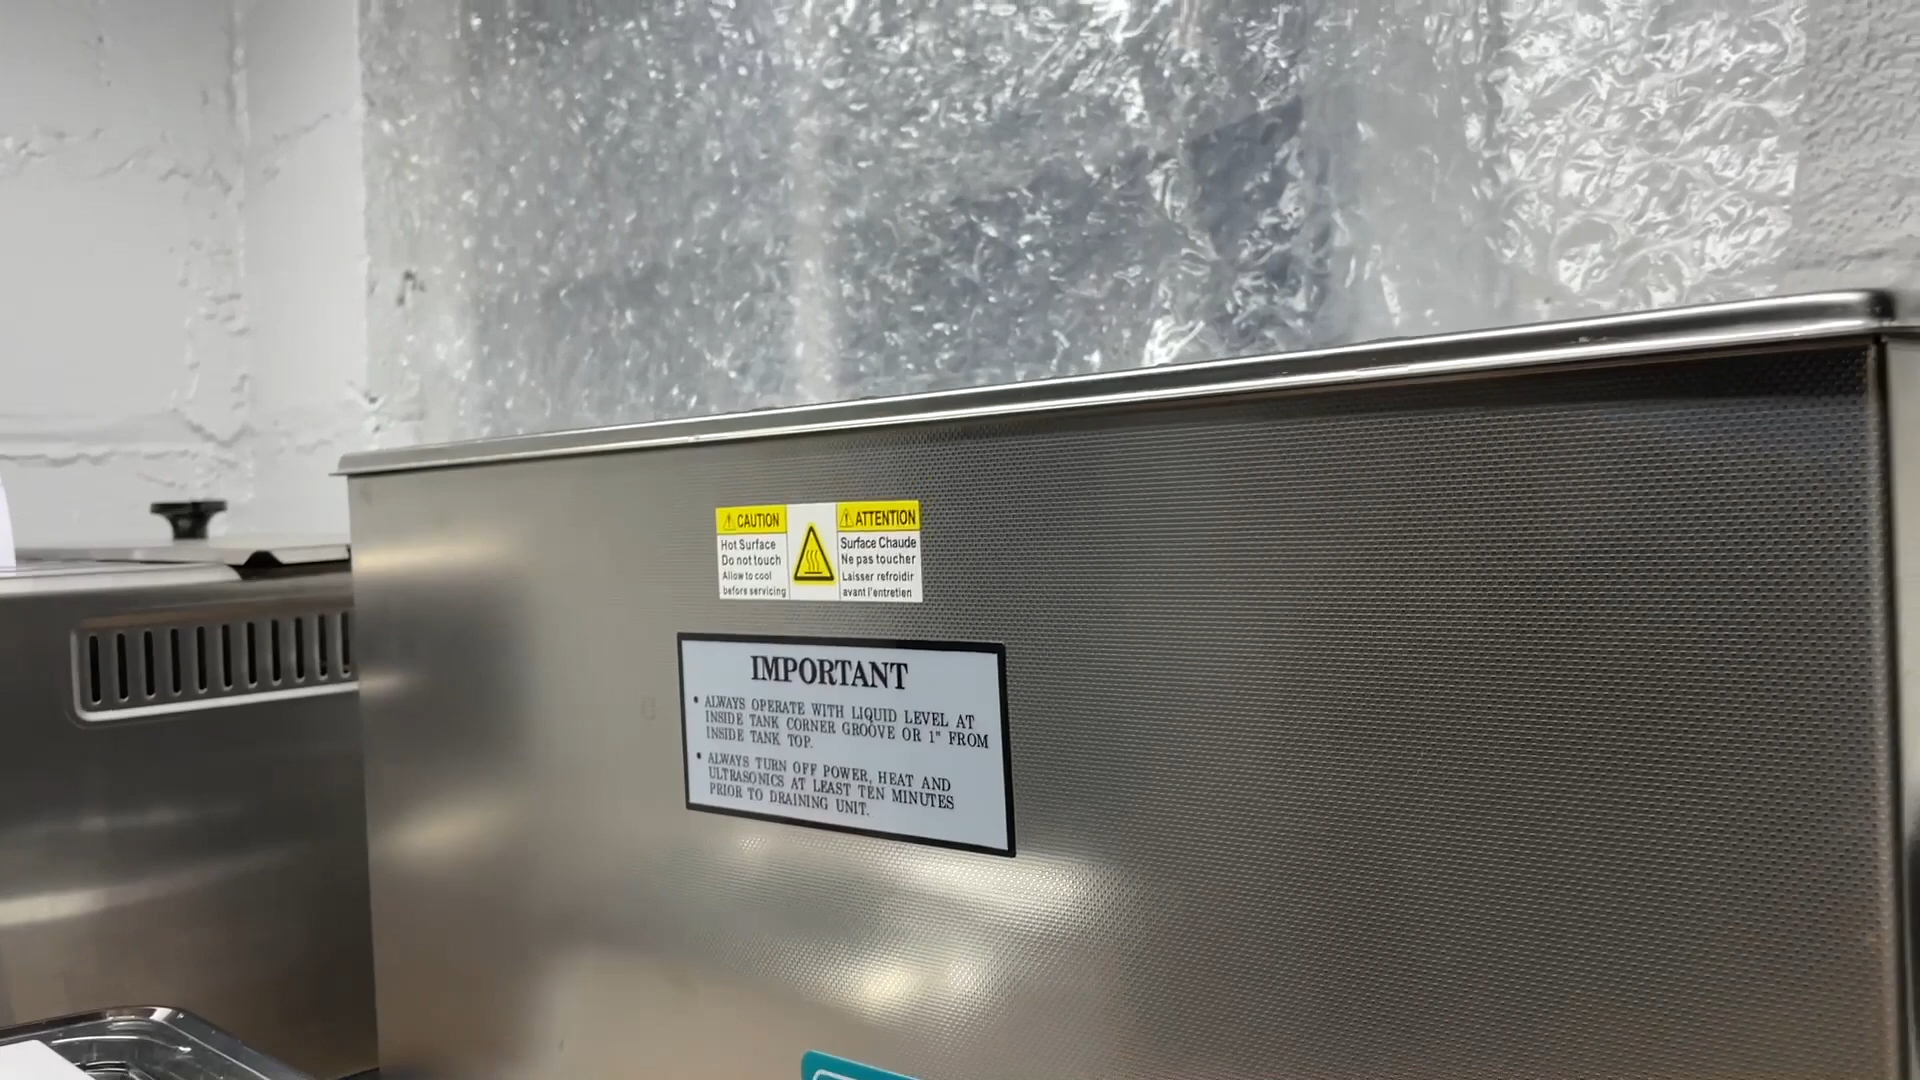 CAUTION
Hot Surface
Do not touch
Allow to cool
before servicing
ATTENTION
Surface Chaude
Ne pas toucher
Laisser refroidir
avant l'entretien
IMPORTANT
• ALWAYS OPERATE WITH LIQUID LEVEL AT
INSIDE TANK CORNER GROOVE OR 1" FROM
INSIDE TANK TOP.
• ALWAYS TURN OFF POWER, HEAT AND
ULTRASONICS AT LEAST TEN MINUTES
PRIOR TO DRAINING UNIT.